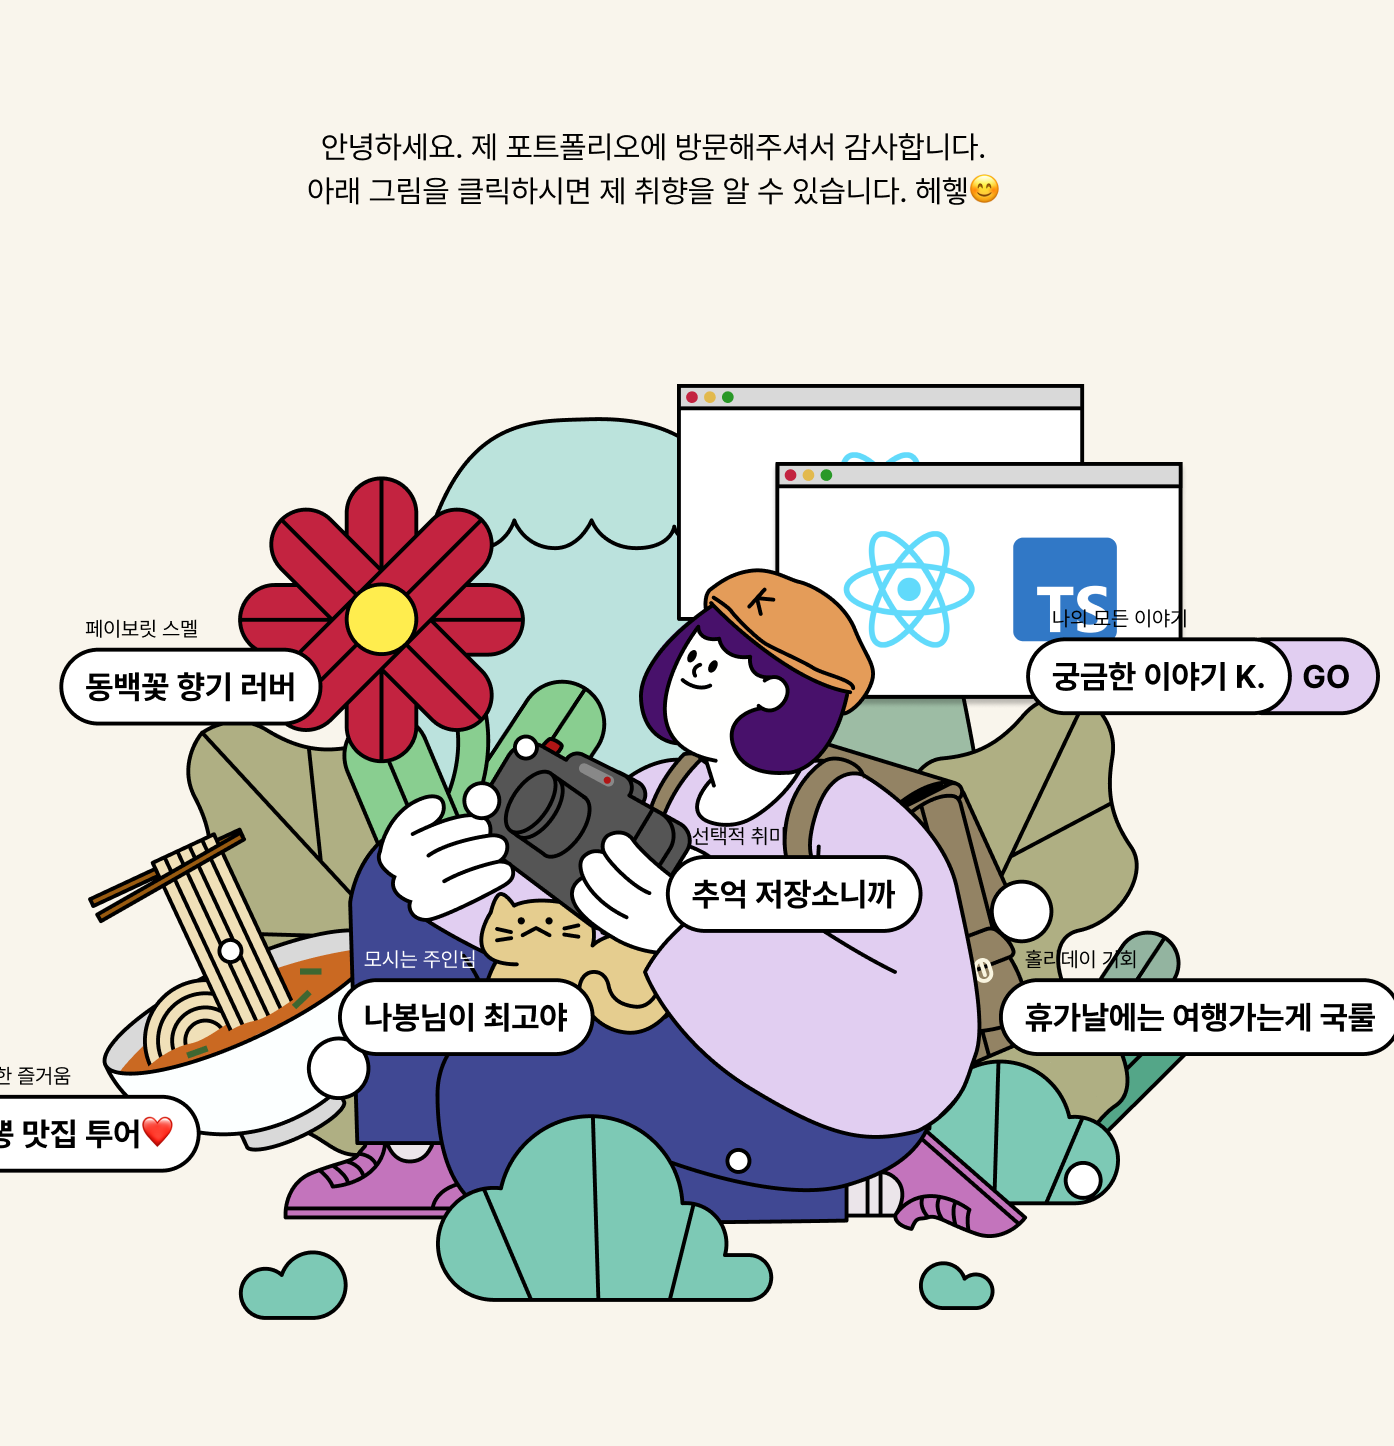 안녕하세요. 제 포트폴리오에 방문해주셔서 감사합니다.
아래 그림을 클릭하시면 제 취향을 알 수 있습니다. 헤헿😊
K
TS
페이보릿 스멜
동백꽃 향기 러버
나의 모든 이야기
궁금한 이야기 K.
GO
선택적 취미
추억 저장소니까
모시는 주인님
나봉님이 최고야
홀리데이 기회
휴가날에는 여행가는게 국룰
한 즐거움
맛집 투어❤️